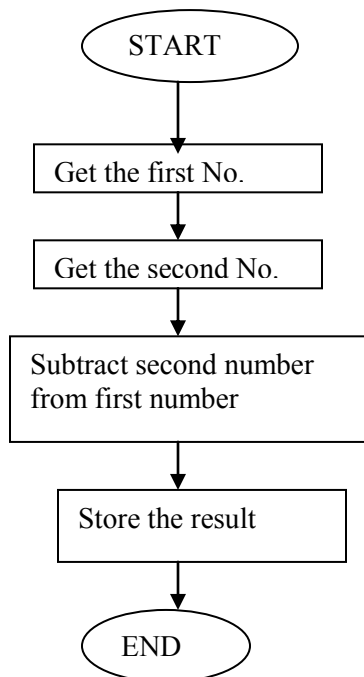 START
Get the first No.
Get the second No.
Subtract second number
from first number
Store the result
END